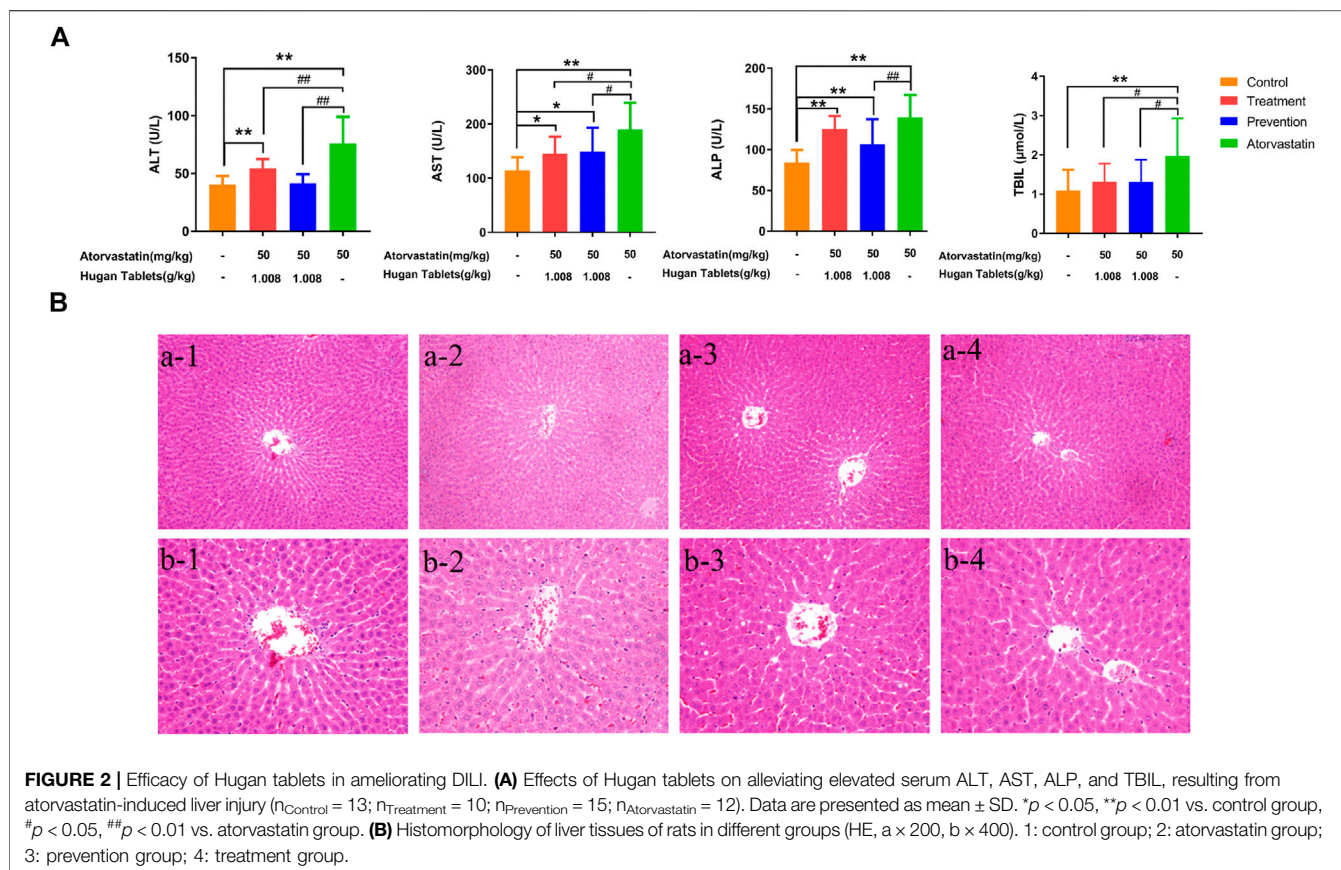 A
150
100
50
0
ALT (U/L)
**
##
##
**
300
200
100
0
AST (U/L)
**
#
#
*
*
200
150
100
50
0
ALP (U/L)
**
##
**
**
4
3
2
1
0
TBIL (μmol/L)
**
#
#
Control
Treatment
Prevention
Atorvastatin
Atorvastatin(mg/kg) - 50 50 50
Hugan Tablets(g/kg) - 1.008 1.008 -
Atorvastatin(mg/kg) - 50 50 50
Hugan Tablets(g/kg) - 1.008 1.008 -
Atorvastatin(mg/kg) - 50 50 50
Hugan Tablets(g/kg) - 1.008 1.008 -
Atorvastatin(mg/kg) - 50 50 50
Hugan Tablets(g/kg) - 1.008 1.008 -
B
a-1 a-2 a-3 a-4
b-1 b-2 b-3 b-4
FIGURE 2 | Efficacy of Hugan tablets in ameliorating DILI. (A) Effects of Hugan tablets on alleviating elevated serum ALT, AST, ALP, and TBIL, resulting from
atorvastatin-induced liver injury (nControl = 13; nTreatment = 10; nPrevention = 15; nAtorvastatin = 12). Data are presented as mean ± SD. *p < 0.05, **p < 0.01 vs. control group,
#p < 0.05, ##p < 0.01 vs. atorvastatin group. (B) Histomorphology of liver tissues of rats in different groups (HE, a × 200, b × 400). 1: control group; 2: atorvastatin group;
3: prevention group; 4: treatment group.